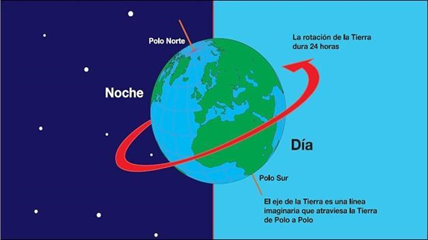 Polo Norte
La rotación de la Tierra
dura 24 horas
Noche
Día
Polo Sur
El eje de la Tierra es una línea
imaginaria que atraviesa la Tierra
de Polo a Polo